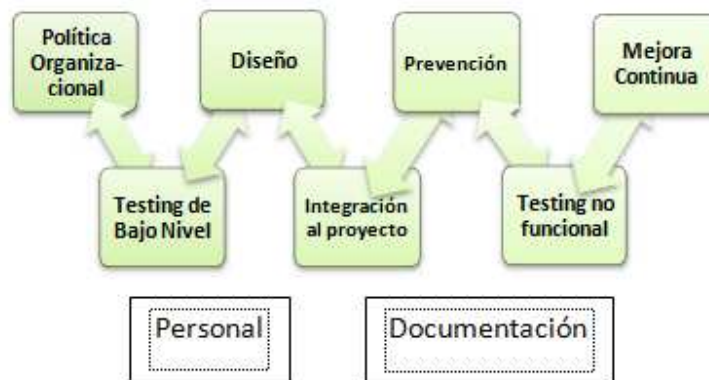 Política
Organiza-
cional
Diseño
Prevención
Mejora
Continua
Testing de
Bajo Nivel
Integración
al proyecto
Testing no
funcional
Personal
Documentación